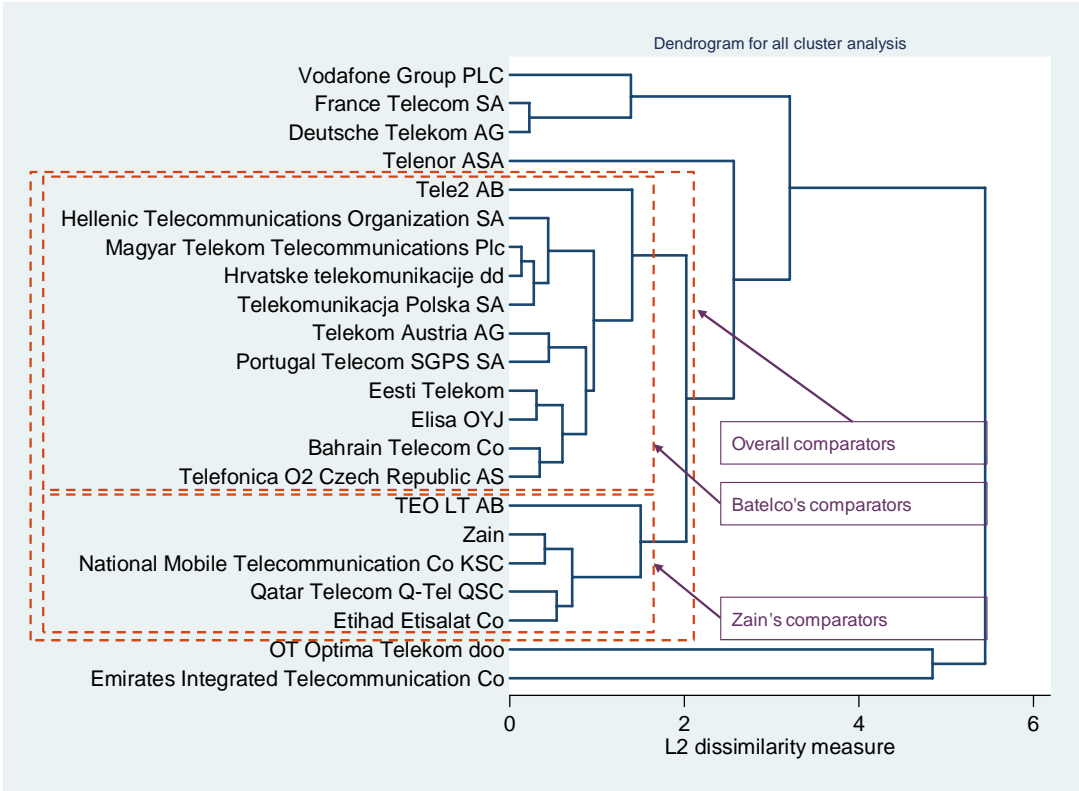 Dendrogram for all cluster analysis
Vodafone Group PLC
France Telecom SA
Deutsche Telekom AG
Telenor ASA
Tele2 AB
Hellenic Telecommunications Organization SA
Magyar Telekom Telecommunications Plc
Hrvatske telekomunikacije dd
Telekomunikacja Polska SA
Telekom Austria AG
Portugal Telecom SGPS SA
Eesti Telekom
Elisa OYJ
Bahrain Telecom Co
Telefonica O2 Czech Republic AS
TEO LT AB
Zain
National Mobile Telecommunication Co KSC
Qatar Telecom Q-Tel QSC
Etihad Etisalat Co
OT Optima Telekom doo
Emirates Integrated Telecommunication Co
Overall comparators
Batelco's comparators
Zain's comparators
0 2 4 6
L2 dissimilarity measure